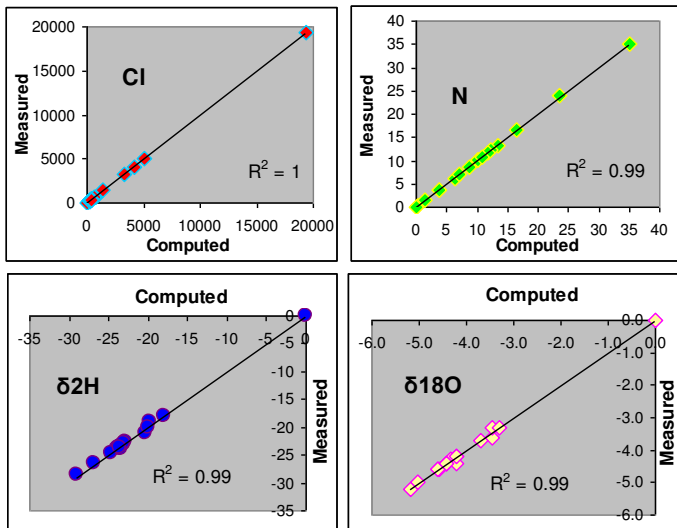 20000
15000
10000
5000
0
Measured
Cl
R² = 1
0 5000 10000 15000 20000
Computed
40
35
30
25
20
15
10
5
0
Measured
N
R² = 0.99
0 5 10 15 20 25 30 35 40
Computed
Computed
-35 -30 -25 -20 -15 -10 -5 0
0
-5
-10
-15
-20
-25
-30
-35
Measured
δ2H
R² = 0.99
Computed
-6.0 -5.0 -4.0 -3.0 -2.0 -1.0 0.0
0.0
-1.0
-2.0
-3.0
-4.0
-5.0
-6.0
Measured
δ18O
R² = 0.99